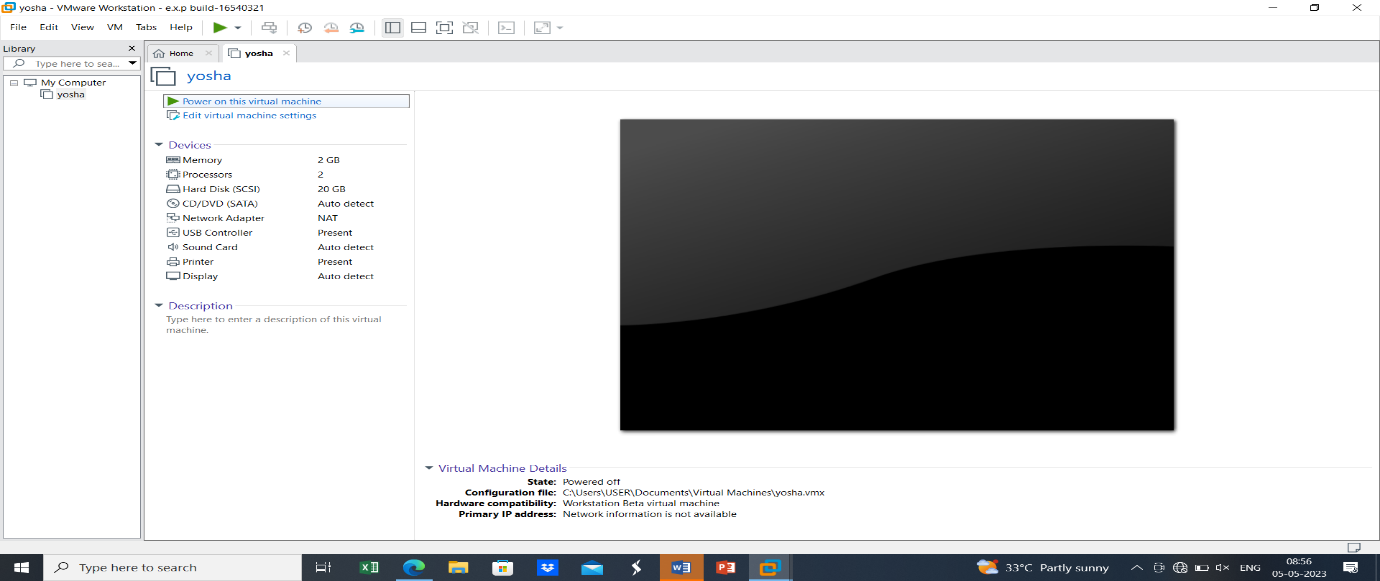 yosha - VMware Workstation - e.x.p build-16540321
File Edit View VM Tabs Help
Library
Type here to sea...
My Computer
yosha
Home
yosha
yosha
Power on this virtual machine
Edit virtual machine settings
Devices
Memory 2 GB
Processors 2
Hard Disk (SCSI) 20 GB
CD/DVD (SATA) Auto detect
Network Adapter NAT
USB Controller Present
Sound Card Auto detect
Printer Present
Display Auto detect
Description
Type here to enter a description of this virtual
machine.
Virtual Machine Details
State: Powered off
Configuration file: C:\Users\USER\Documents\Virtual Machines\yosha.vmx
Hardware compatibility: Workstation Beta virtual machine
Primary IP address: Network information is not available
Type here to search
33°C Partly sunny
ENG
08:56
05-05-2023